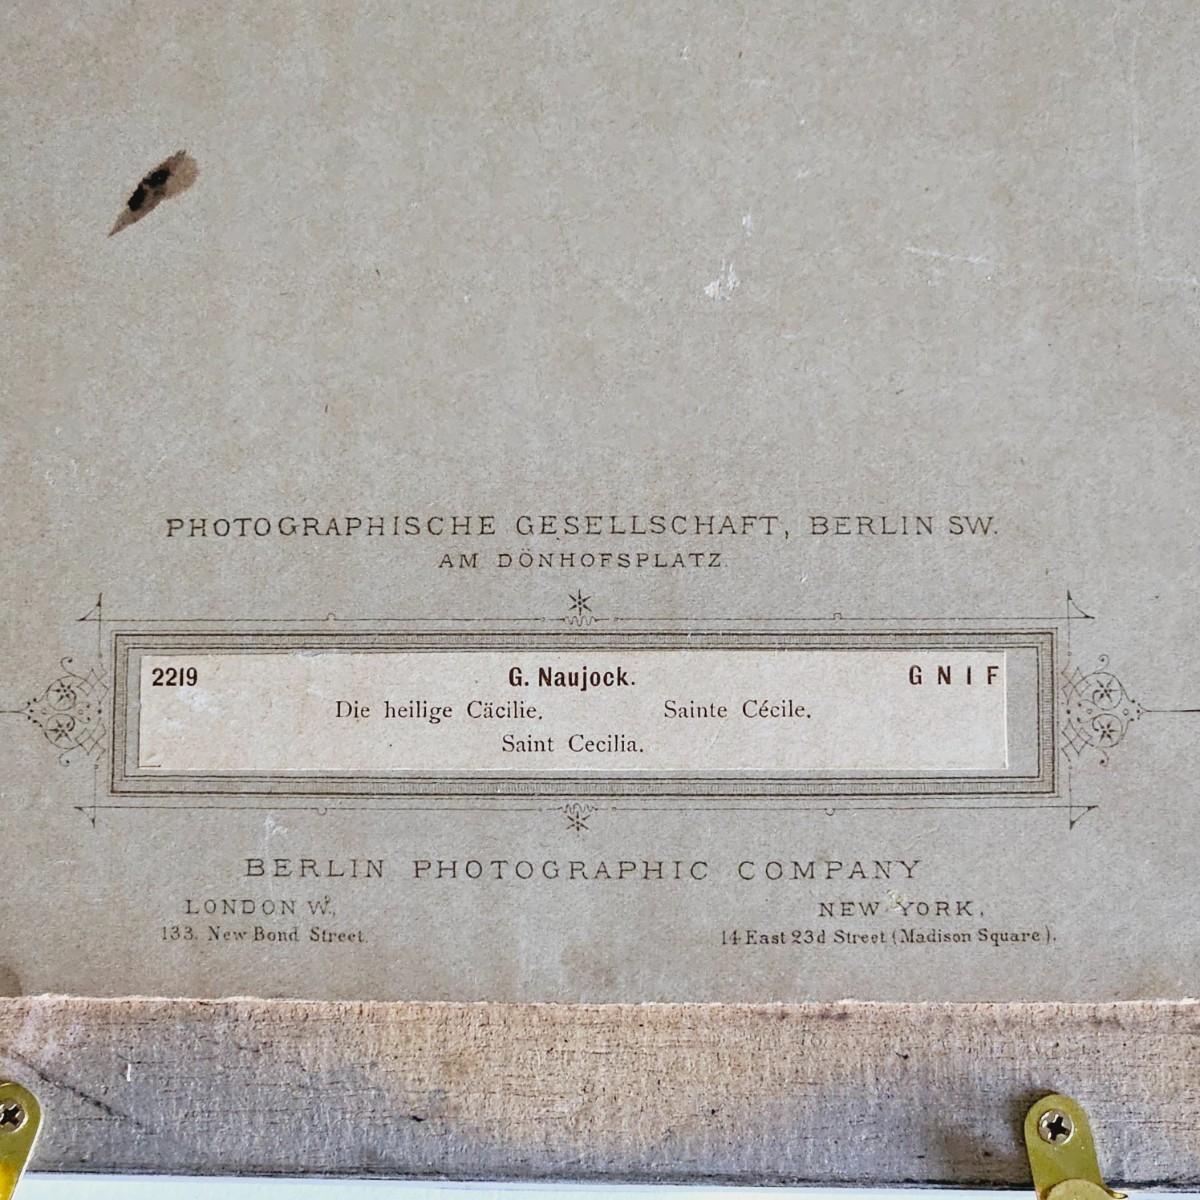 PHOTOGRAPHISCHE GESELLSCHAFT, BERLIN SW.
AM DÖNHOFSPLATZ.
2219 G. Naujock. G N I F
Die heilige Cäcilie. Sainte Cécile.
Saint Cecilia.
BERLIN PHOTOGRAPHIC COMPANY
LONDON W., NEW YORK,
133. New Bond Street. 14 East 23d Street (Madison Square).